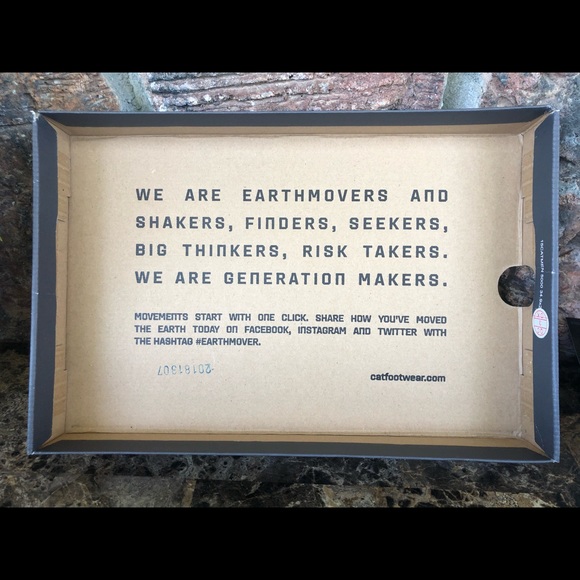 WE ARE EARTHMOVERS AND
SHAKERS, FINDERS, SEEKERS,
BIG THINKERS, RISK TAKERS.
WE ARE GENERATION MAKERS.
MOVEMENTS START WITH ONE CLICK. SHARE HOW YOU'VE MOVED
THE EARTH TODAY ON FACEBOOK, INSTAGRAM AND TWITTER WITH
THE HASHTAG #EARTHMOVER.
20181307
catfootwear.com